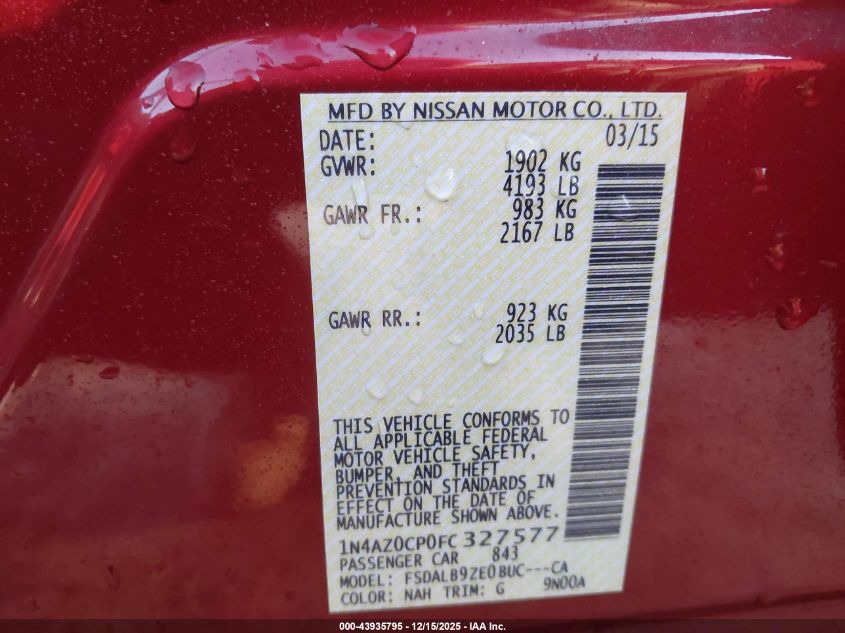 MFD BY NISSAN MOTOR CO., LTD.
DATE: 03/15
GVWR: 1902 KG
4193 LB
GAWR FR.: 983 KG
2167 LB
GAWR RR.: 923 KG
2035 LB
THIS VEHICLE CONFORMS TO
ALL APPLICABLE FEDERAL
MOTOR VEHICLE SAFETY,
BUMPER, AND THEFT
PREVENTION STANDARDS IN
EFFECT ON THE DATE OF
MANUFACTURE SHOWN ABOVE.
1N4AZ0CP0FC327577
PASSENGER CAR 843
MODEL: FSDALB9ZE0BUC---CA
COLOR: NAH TRIM: G 9N00A
000-43935795 - 12/15/2025 - IAA Inc.